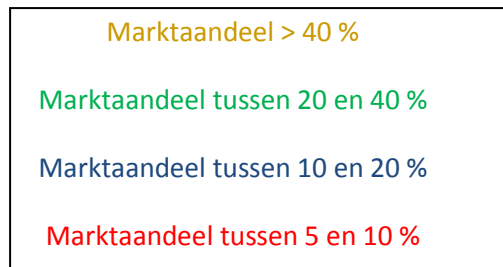 Marktaandeel > 40 %
Marktaandeel tussen 20 en 40 %
Marktaandeel tussen 10 en 20 %
Marktaandeel tussen 5 en 10 %